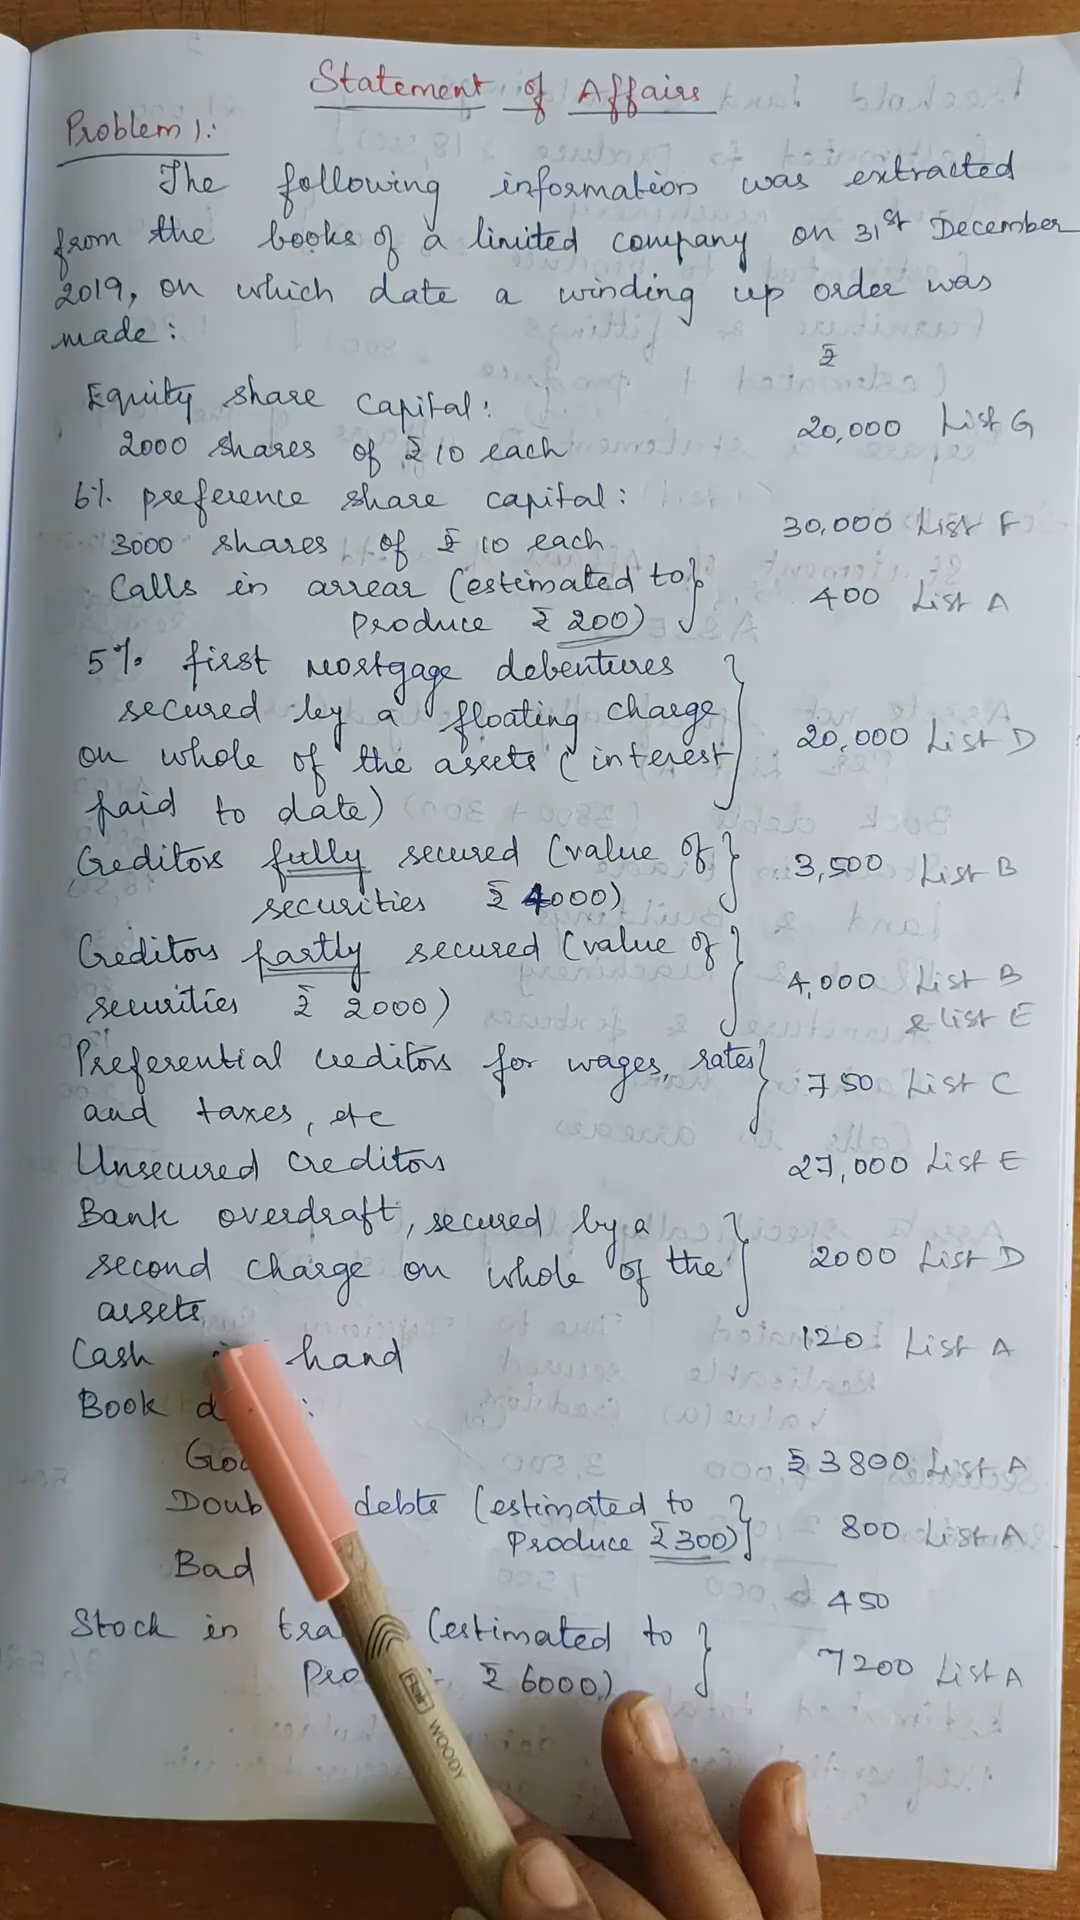 Statement of Affairs
Problem 1:
The following information was extracted
from the books of a limited company on 31st December
2019, on which date a winding up order was
made:
₹
Equity share capital:
2000 shares of ₹ 10 each 20,000 List G
6% preference share capital:
3000 shares of ₹ 10 each 30,000 List F
Calls in arrear (estimated to
produce ₹ 200) 400 List A
5% first mortgage debentures
secured by a floating charge
on whole of the assets (interest 20,000 List D
paid to date)
Creditors fully secured (value of
securities ₹ 4000) 3,500 List B
Creditors partly secured (value of
securities ₹ 2000) 4,000 List B
& List E
Preferential creditors for wages, rates
and taxes, etc 750 List C
Unsecured creditors 27,000 List E
Bank overdraft, secured by a
second charge on whole of the 2000 List D
assets
Cash hand 120 List A
Book
₹ 3800 List A
debts (estimated to
Produce ₹ 300) 800 List A
Bad 450
Stock in (estimated to
₹ 6000) 7200 List A
Flair WOODY